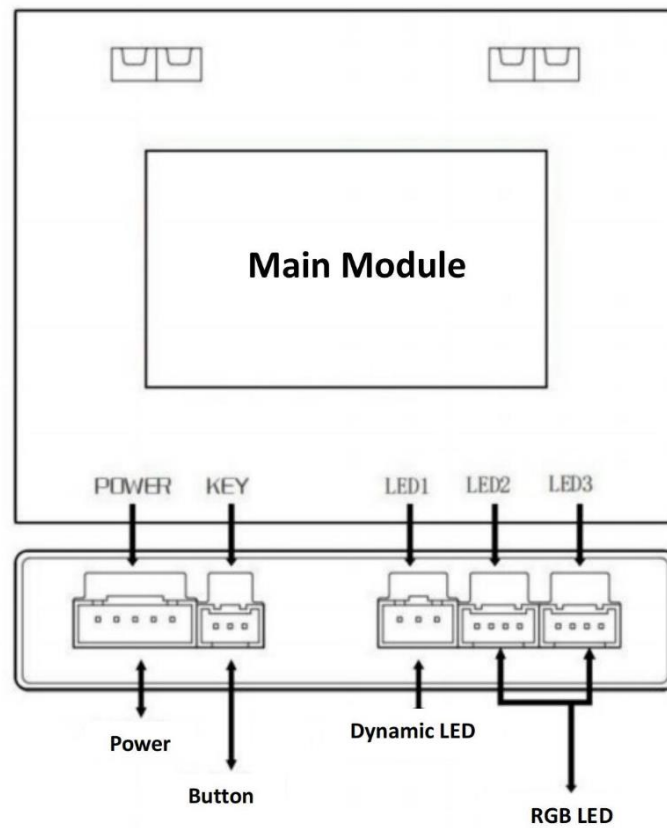 Main Module
POWER KEY LED1 LED2 LED3
Power
Dynamic LED
Button
RGB LED